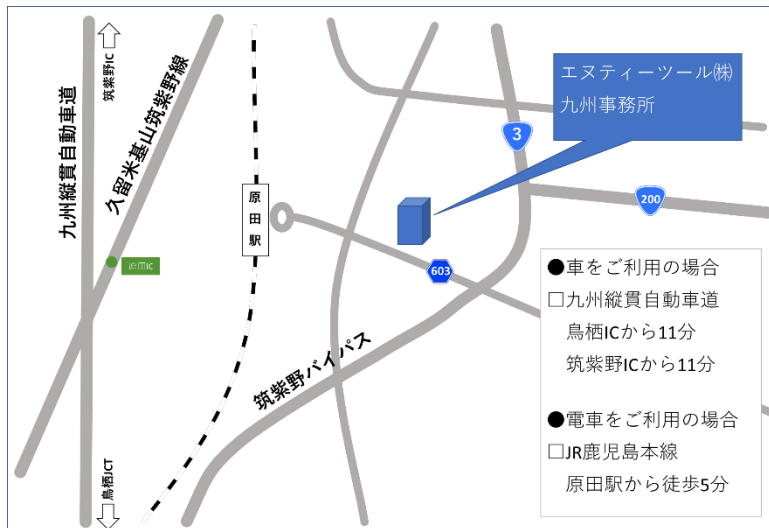 筑紫野IC
九州縦貫自動車道
久留米基山筑紫野線
原田駅
原田IC
鳥栖JCT
筑紫野バイパス
エヌティーツール㈱
九州事務所
3
200
603
●車をご利用の場合
□九州縦貫自動車道
鳥栖ICから11分
筑紫野ICから11分
●電車をご利用の場合
□JR鹿児島本線
原田駅から徒歩5分